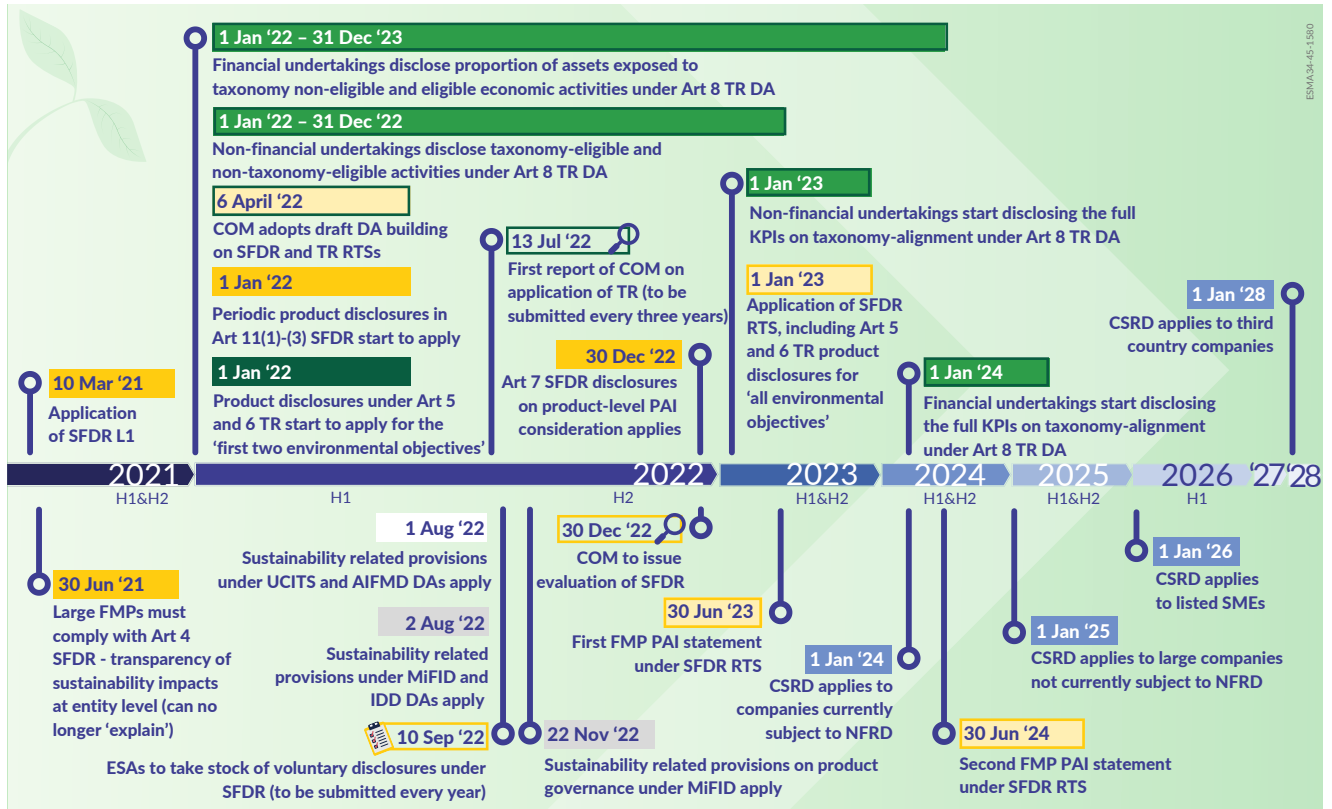 1 Jan ‘22 – 31 Dec ‘23
Financial undertakings disclose proportion of assets exposed to
taxonomy non-eligible and eligible economic activities under Art 8 TR DA
1 Jan ‘22 – 31 Dec ‘22
Non-financial undertakings disclose taxonomy-eligible and
non-taxonomy-eligible activities under Art 8 TR DA
6 April ‘22
COM adopts draft DA building
on SFDR and TR RTSs
1 Jan ‘22
Periodic product disclosures in
Art 11(1)-(3) SFDR start to apply
1 Jan ‘22
Product disclosures under Art 5
and 6 TR start to apply for the
‘first two environmental objectives’
10 Mar ‘21
Application
of SFDR L1
13 Jul ‘22
First report of COM on
application of TR (to be
submitted every three years)
30 Dec ‘22
Art 7 SFDR disclosures
on product-level PAI
consideration applies
1 Jan ‘23
Non-financial undertakings start disclosing the full
KPIs on taxonomy-alignment under Art 8 TR DA
1 Jan ‘23
Application of SFDR
RTS, including Art 5
and 6 TR product
disclosures for
‘all environmental
objectives’
1 Jan ‘24
Financial undertakings start disclosing
the full KPIs on taxonomy-alignment
under Art 8 TR DA
1 Jan ‘28
CSRD applies to third
country companies
ESMA34-45-1580
2021 2022 2023 2024 2025 2026 ‘27 ‘28
H1&H2 H1 H2 H1&H2 H1&H2 H1&H2 H1
30 Jun ‘21
Large FMPs must
comply with Art 4
SFDR - transparency of
sustainability impacts
at entity level (can no
longer ‘explain’)
1 Aug ‘22
Sustainability related provisions
under UCITS and AIFMD DAs apply
2 Aug ‘22
Sustainability related
provisions under MiFID and
IDD DAs apply
10 Sep ‘22
ESAs to take stock of voluntary disclosures under
SFDR (to be submitted every year)
22 Nov ‘22
Sustainability related provisions on product
governance under MiFID apply
30 Dec ‘22
COM to issue
evaluation of SFDR
30 Jun ‘23
First FMP PAI statement
under SFDR RTS
1 Jan ‘24
CSRD applies to
companies currently
subject to NFRD
30 Jun ‘24
Second FMP PAI statement
under SFDR RTS
1 Jan ‘25
CSRD applies to large companies
not currently subject to NFRD
1 Jan ‘26
CSRD applies
to listed SMEs